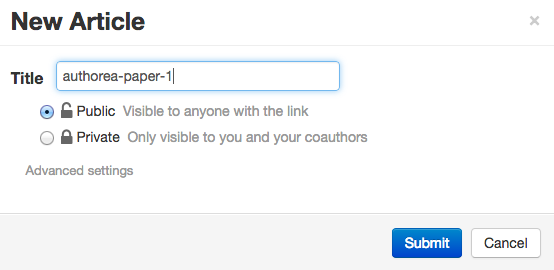 New Article ×
Title authorea-paper-1
Public Visible to anyone with the link
Private Only visible to you and your coauthors
Advanced settings
Submit Cancel